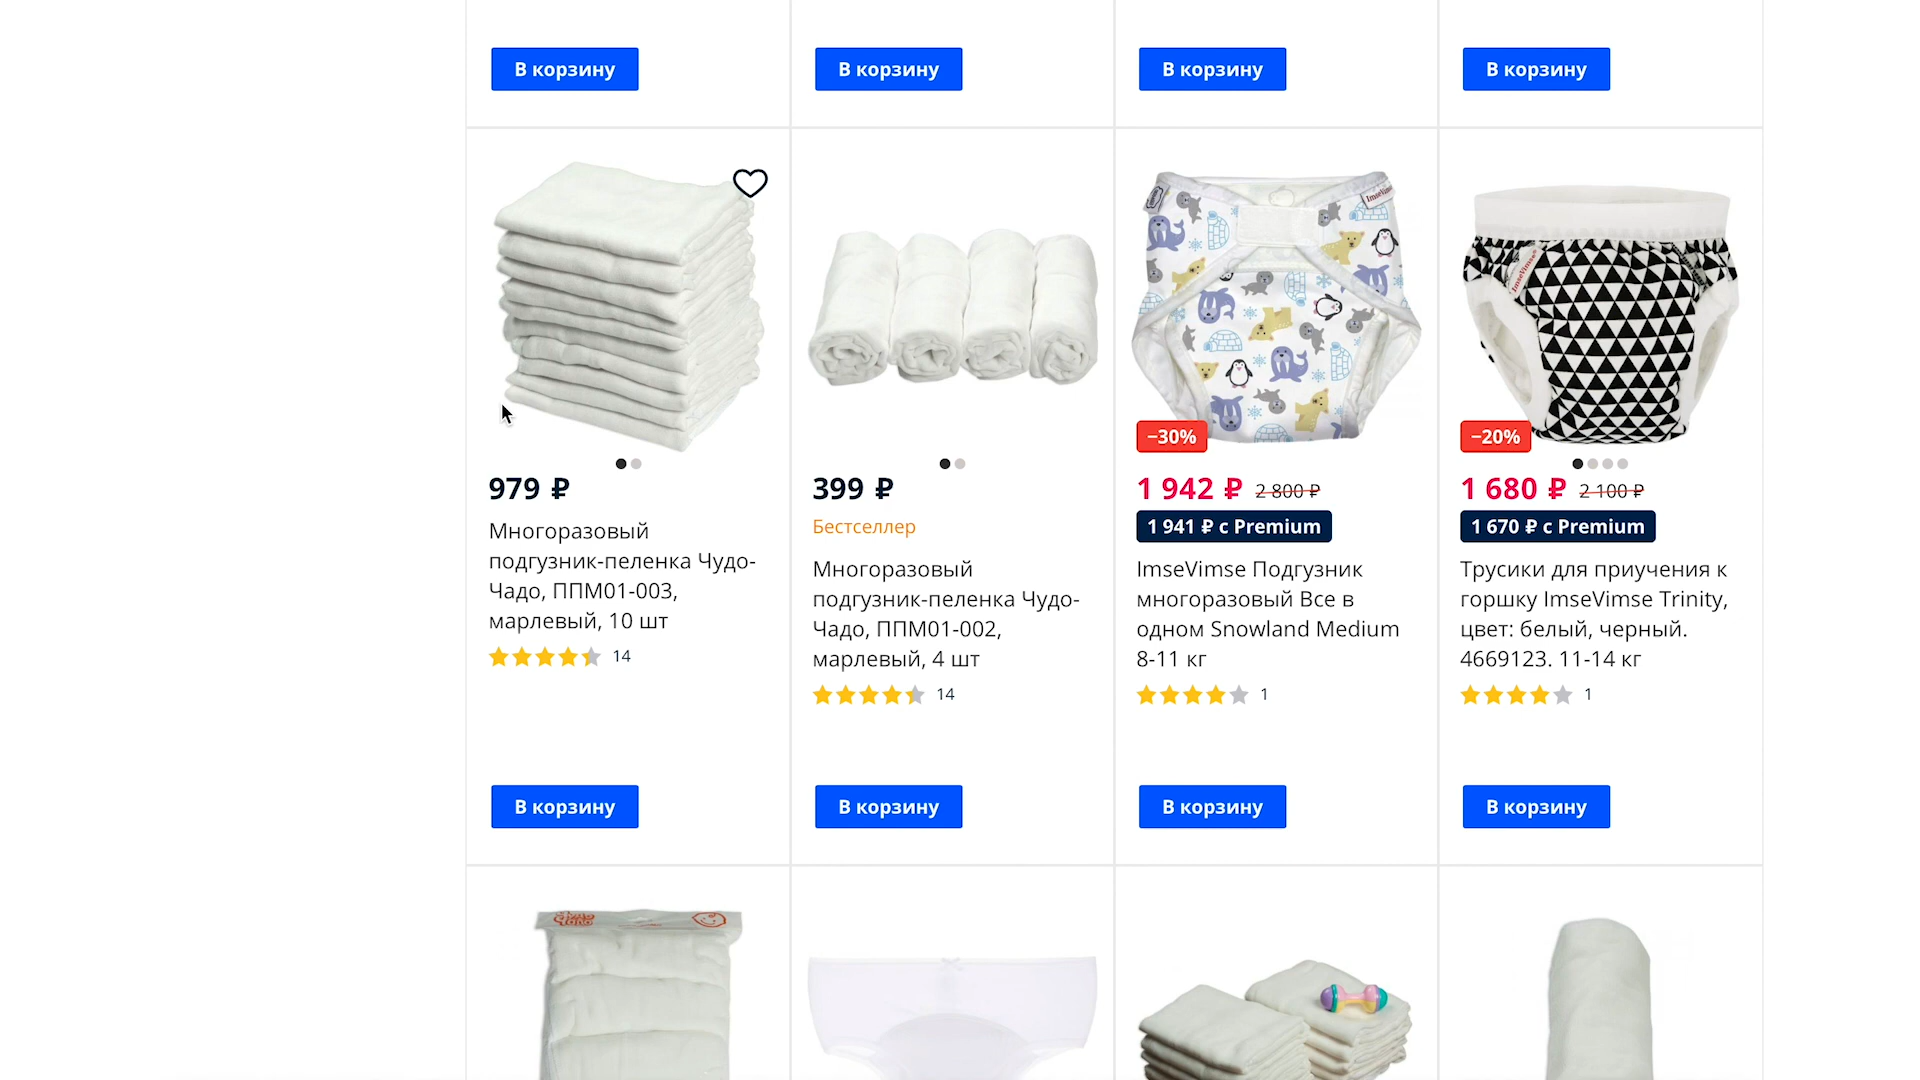 В корзину
В корзину
В корзину
В корзину
979 ₽
Многоразовый
подгузник-пеленка Чудо-
Чадо, ППМ01-003,
марлевый, 10 шт
14
В корзину
399 ₽
Бестселлер
Многоразовый
подгузник-пеленка Чудо-
Чадо, ППМ01-002,
марлевый, 4 шт
14
В корзину
−30%
1 942 ₽ 2 800 ₽
1 941 ₽ с Premium
ImseVimse Подгузник
многоразовый Все в
одном Snowland Medium
8-11 кг
1
В корзину
ImseVimse
−20%
1 680 ₽ 2 100 ₽
1 670 ₽ с Premium
Трусики для приучения к
горшку ImseVimse Trinity,
цвет: белый, черный.
4669123. 11-14 кг
1
В корзину